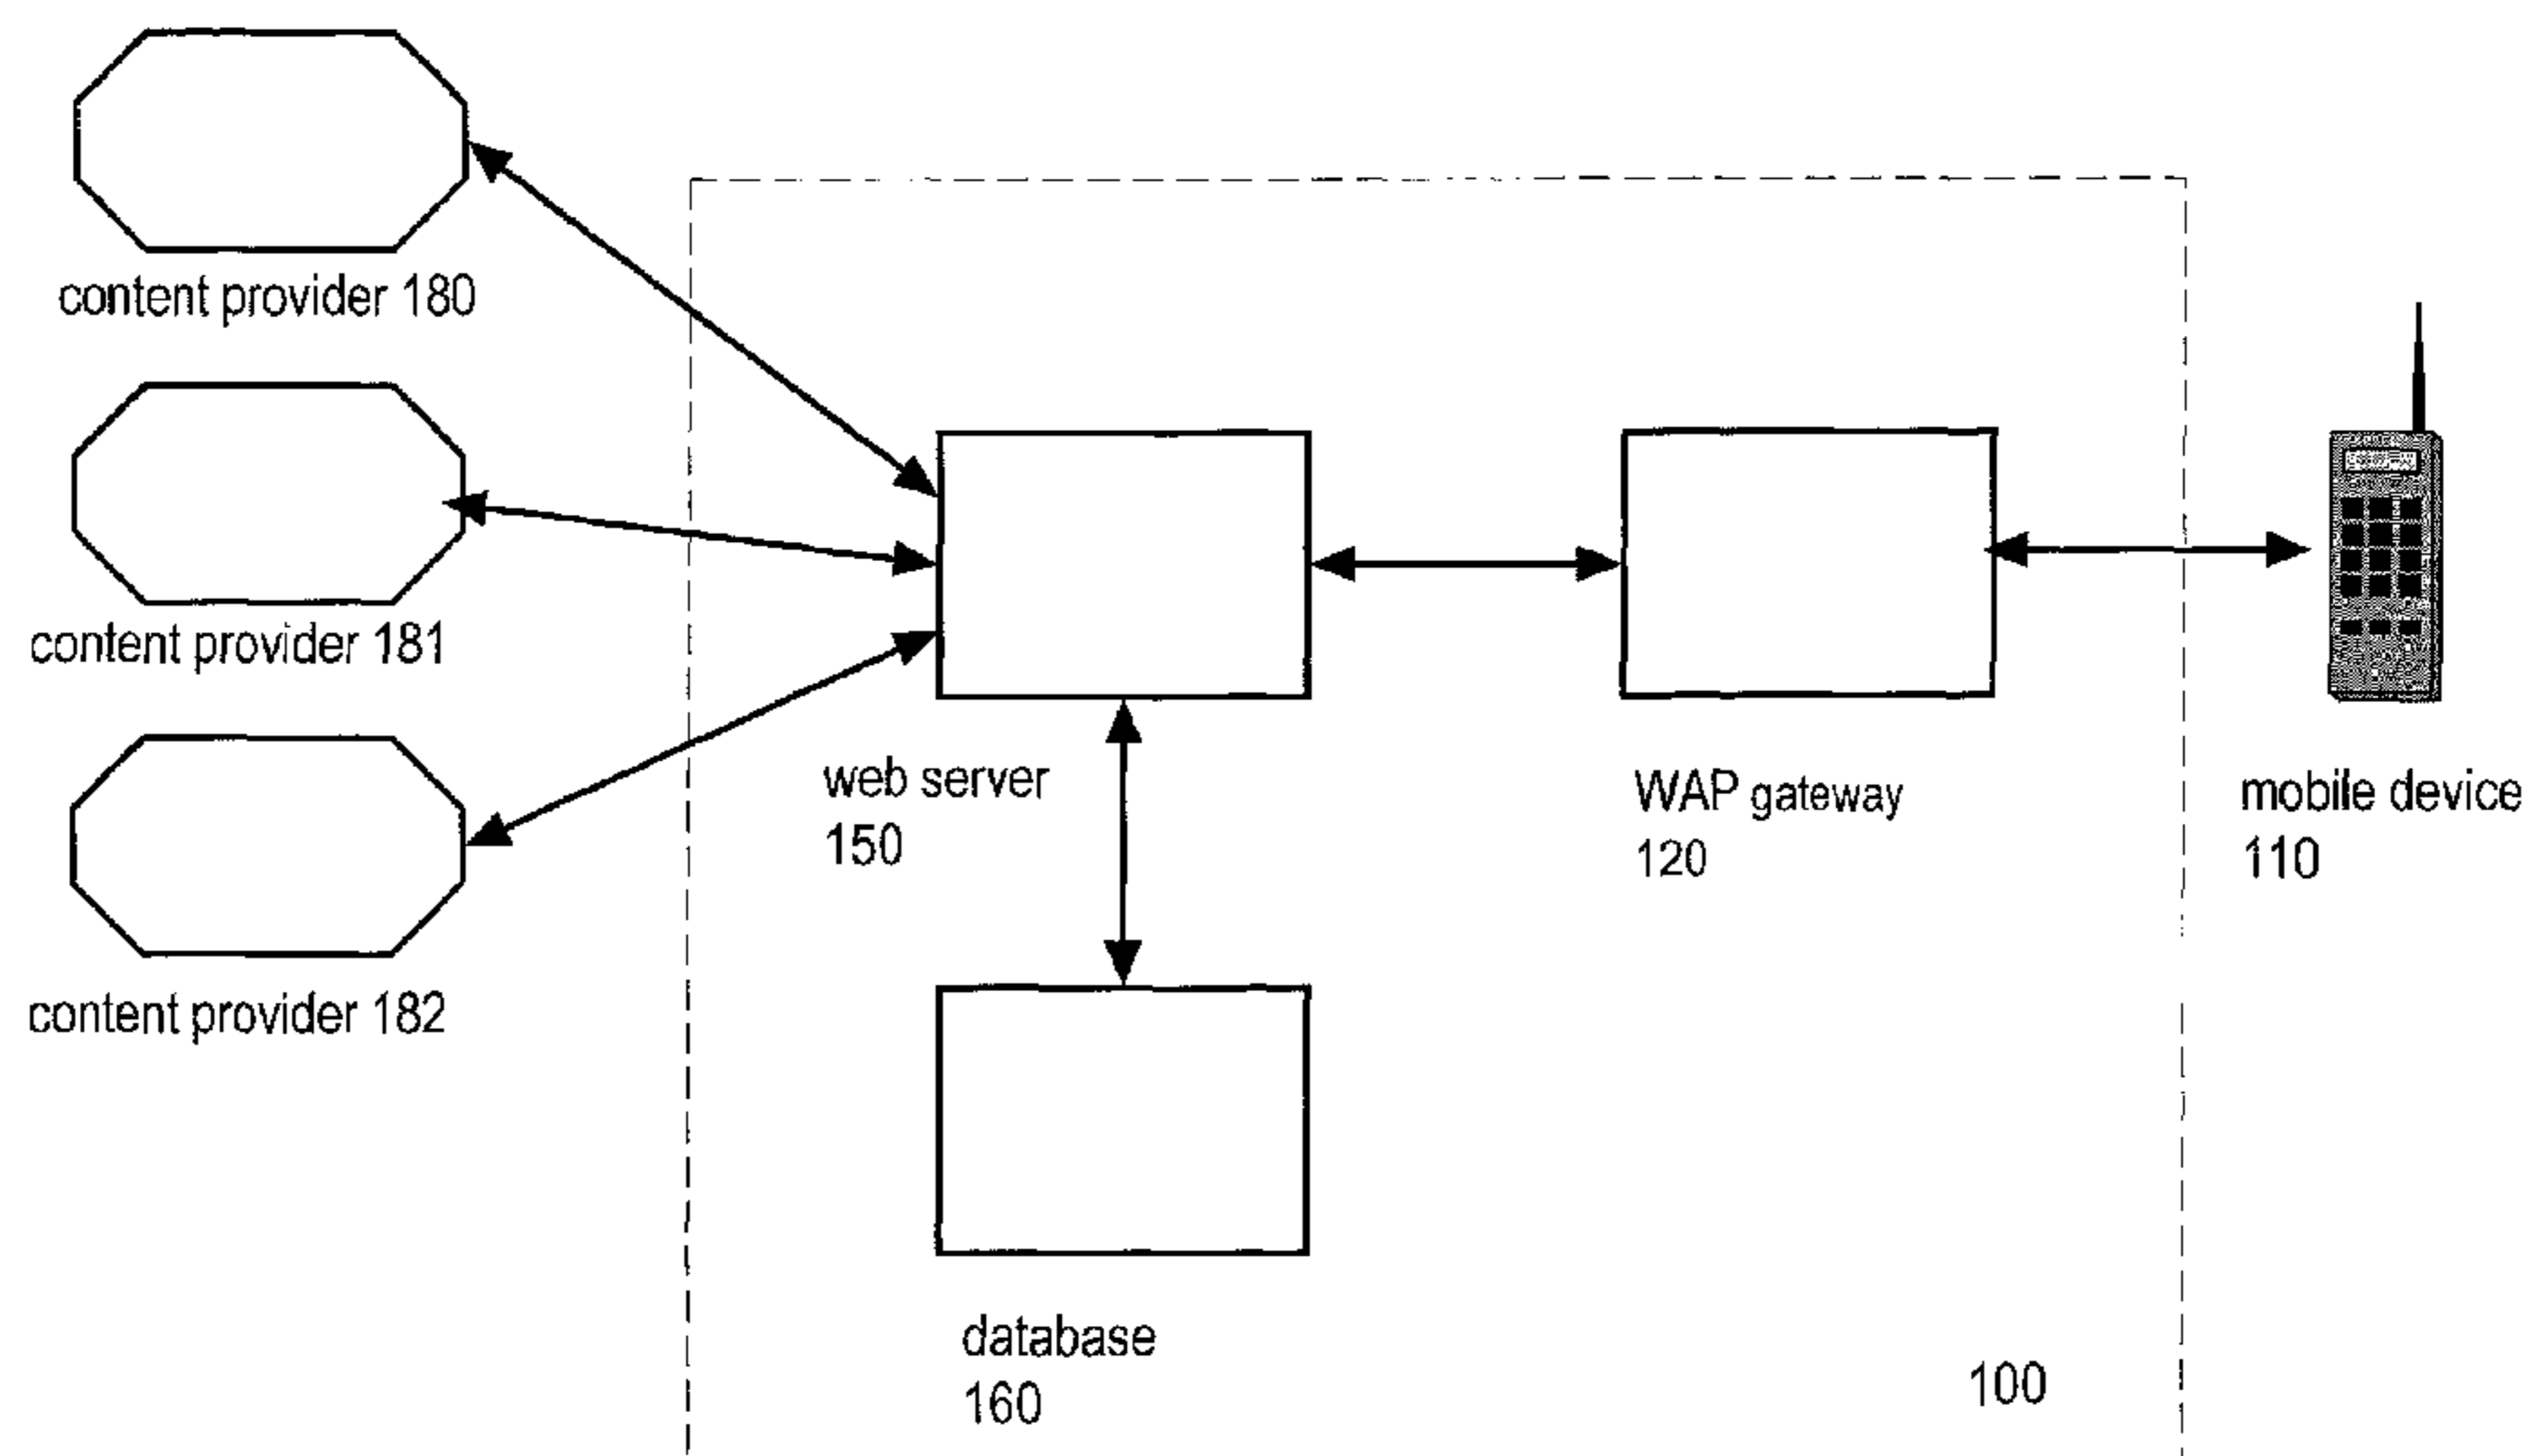 content provider 180
content provider 181
content provider 182
web server
150
WAP gateway
120
mobile device
110
database
160
100